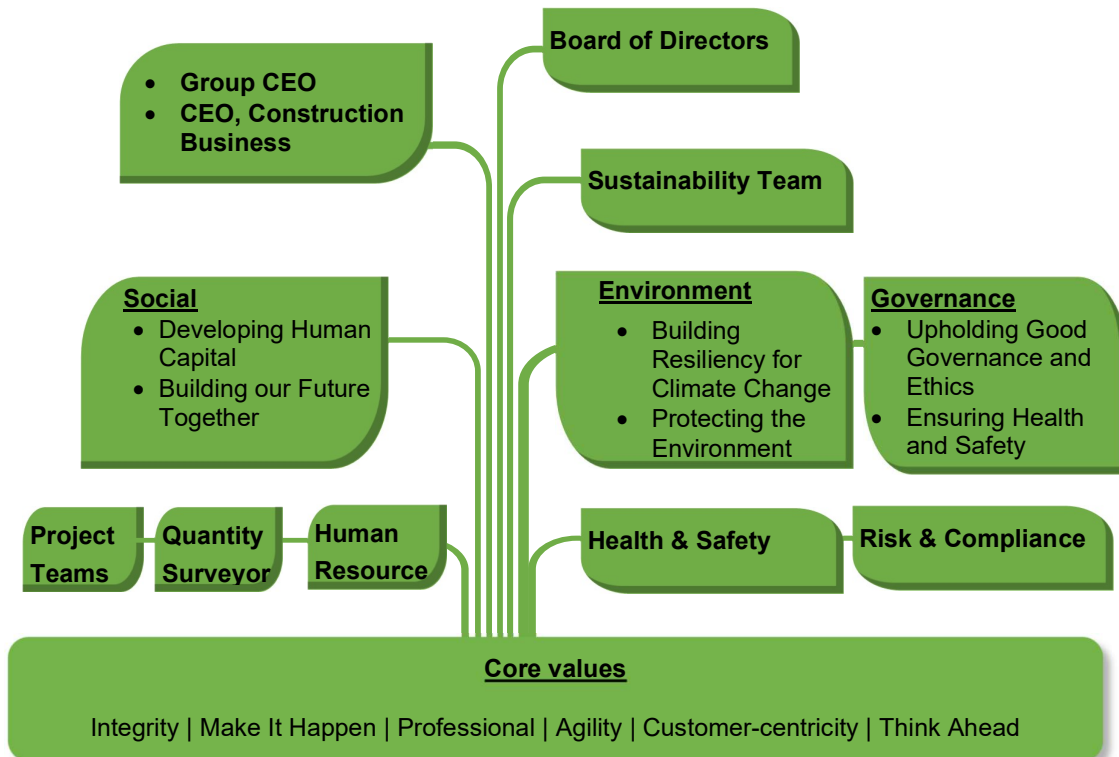 Board of Directors
• Group CEO
• CEO, Construction
Business
Sustainability Team
Social
• Developing Human
Capital
• Building our Future
Together
Environment
• Building
Resiliency for
Climate Change
• Protecting the
Environment
Governance
• Upholding Good
Governance and
Ethics
• Ensuring Health
and Safety
Project
Teams
Quantity
Surveyor
Human
Resource
Health & Safety
Risk & Compliance
Core values
Integrity | Make It Happen | Professional | Agility | Customer-centricity | Think Ahead